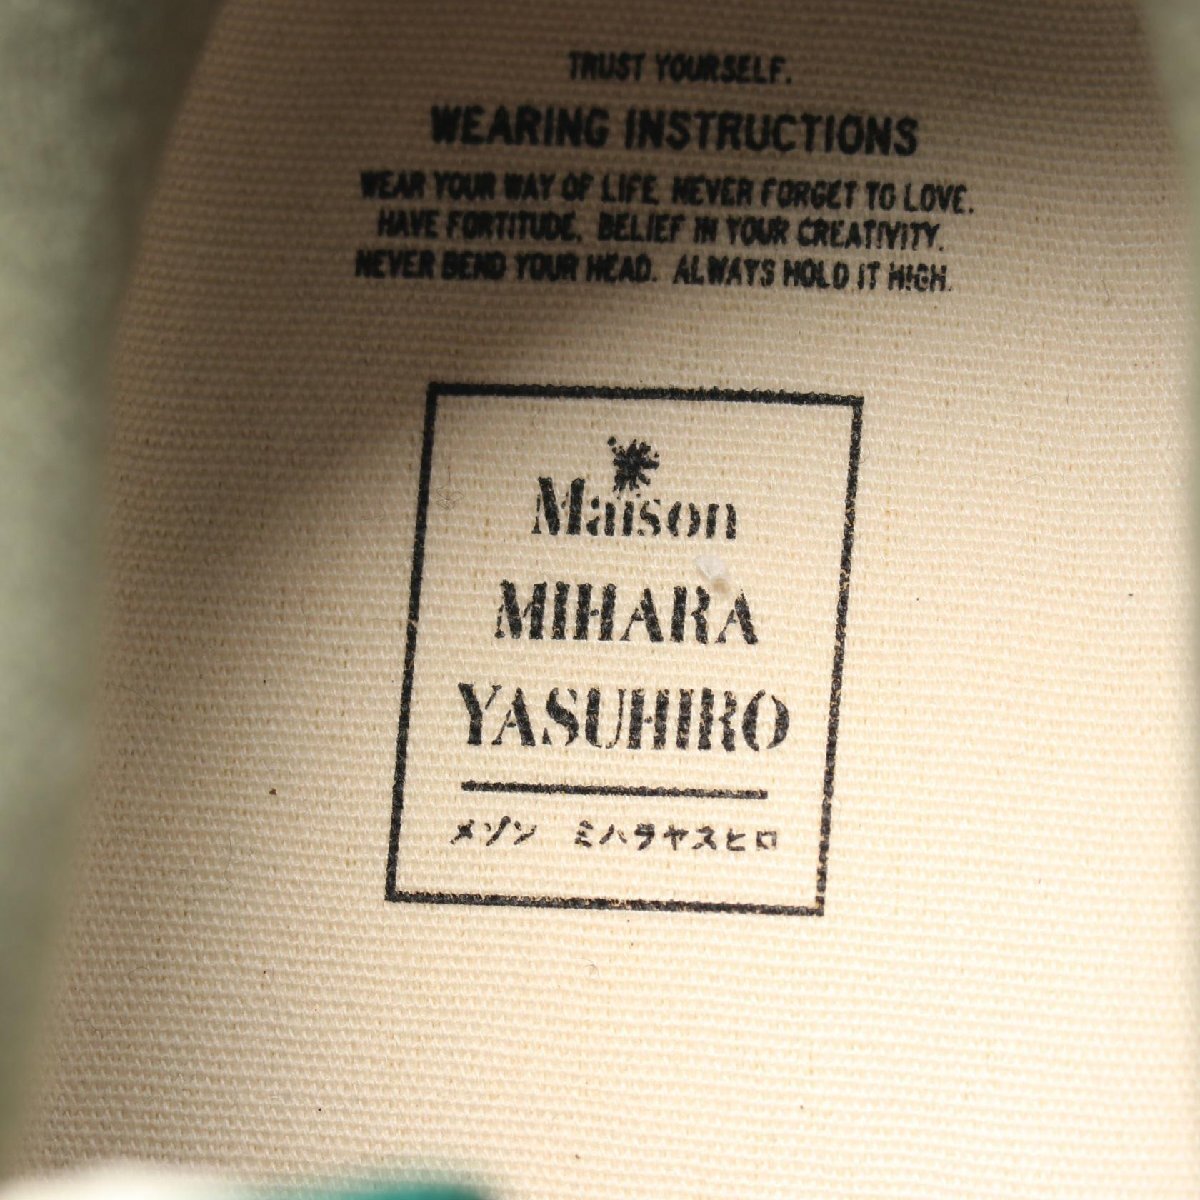 TRUST YOURSELF.
WEARING INSTRUCTIONS
WEAR YOUR WAY OF LIFE. NEVER FORGET TO LOVE.
HAVE FORTITUDE. BELIEF IN YOUR CREATIVITY.
NEVER BEND YOUR HEAD. ALWAYS HOLD IT HIGH.
Maison
MIHARA
YASUHIRO
メゾン ミハラヤスヒロ